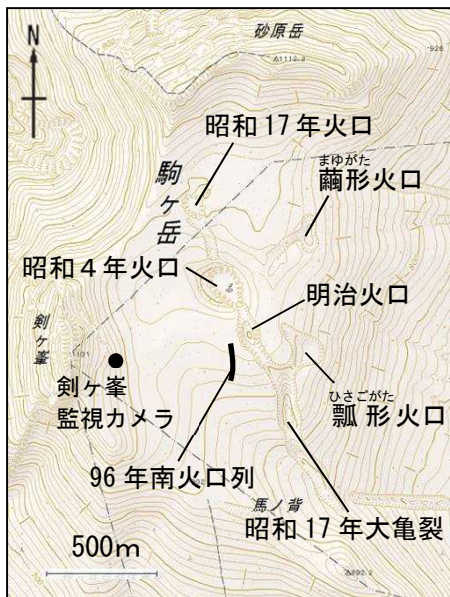 砂原岳
△1112.2
926
N
昭和17年火口
まゆがた
繭形火口
駒ヶ岳
昭和4年火口
明治火口
剣ヶ峯
剣ヶ峯
監視カメラ
ひさごがた
瓢形火口
96年南火口列
馬ノ背
昭和17年大亀裂
500m